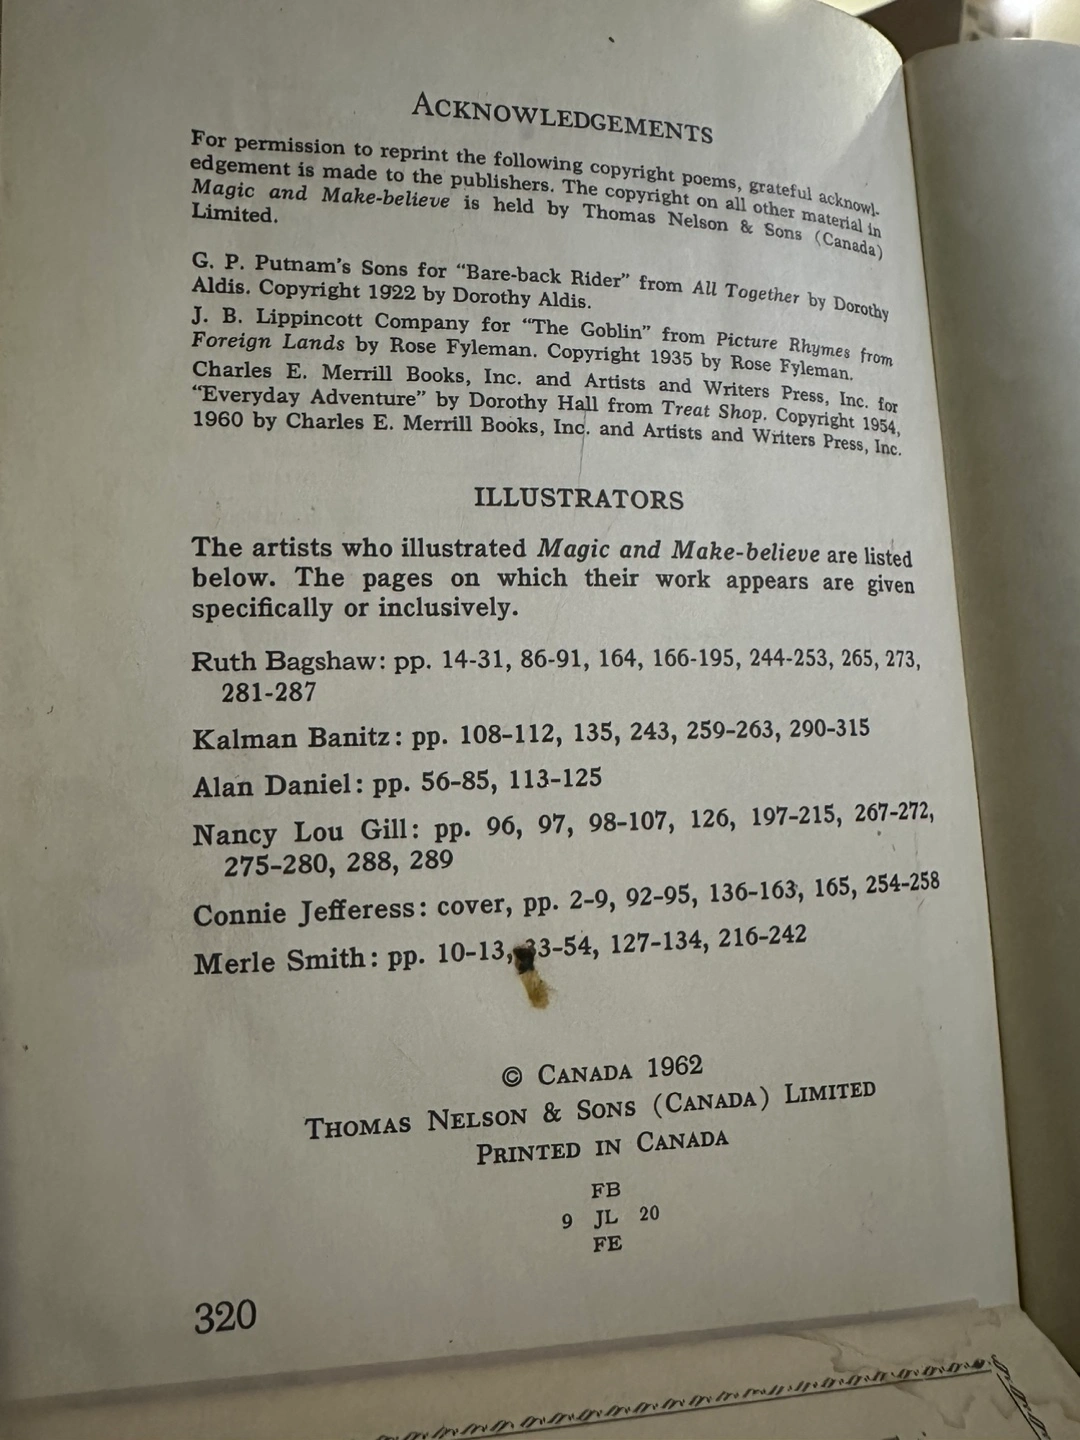 ACKNOWLEDGEMENTS
For permission to reprint the following copyright poems, grateful acknowl-
edgement is made to the publishers. The copyright on all other material in
Magic and Make-believe is held by Thomas Nelson & Sons (Canada)
Limited.
G. P. Putnam's Sons for “Bare-back Rider” from All Together by Dorothy
Aldis. Copyright 1922 by Dorothy Aldis.
J. B. Lippincott Company for “The Goblin” from Picture Rhymes from
Foreign Lands by Rose Fyleman. Copyright 1935 by Rose Fyleman.
Charles E. Merrill Books, Inc. and Artists and Writers Press, Inc. for
“Everyday Adventure” by Dorothy Hall from Treat Shop. Copyright 1954,
1960 by Charles E. Merrill Books, Inc. and Artists and Writers Press, Inc.
ILLUSTRATORS
The artists who illustrated Magic and Make-believe are listed
below. The pages on which their work appears are given
specifically or inclusively.
Ruth Bagshaw: pp. 14-31, 86-91, 164, 166-195, 244-253, 265, 273,
281-287
Kalman Banitz: pp. 108-112, 135, 243, 259-263, 290-315
Alan Daniel: pp. 56-85, 113-125
Nancy Lou Gill: pp. 96, 97, 98-107, 126, 197-215, 267-272,
275-280, 288, 289
Connie Jefferess: cover, pp. 2-9, 92-95, 136-163, 165, 254-258
Merle Smith: pp. 10-13, 33-54, 127-134, 216-242
© CANADA 1962
THOMAS NELSON & SONS (CANADA) LIMITED
PRINTED IN CANADA
FB
9 JL 20
FE
320